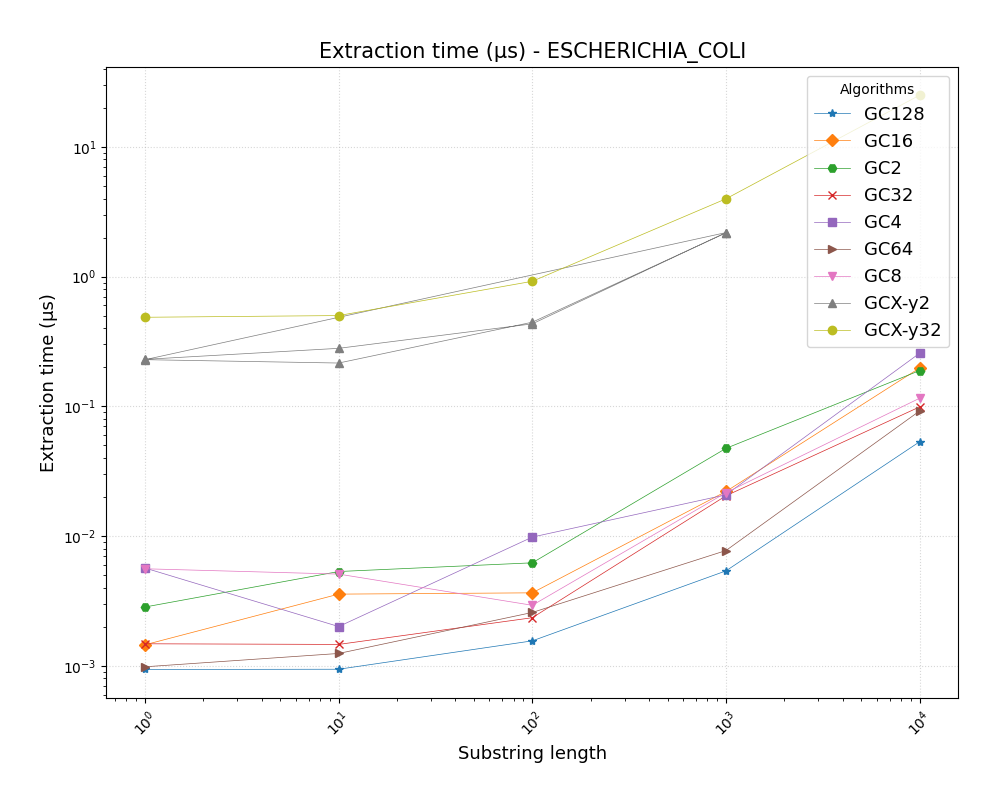 Extraction time (µs) - ESCHERICHIA_COLI
Algorithms
GC128
GC16
GC2
GC32
GC4
GC64
GC8
GCX-y2
GCX-y32
Extraction time (µs)
10¹
10⁰
10⁻¹
10⁻²
10⁻³
10⁰ 10¹ 10² 10³ 10⁴
Substring length